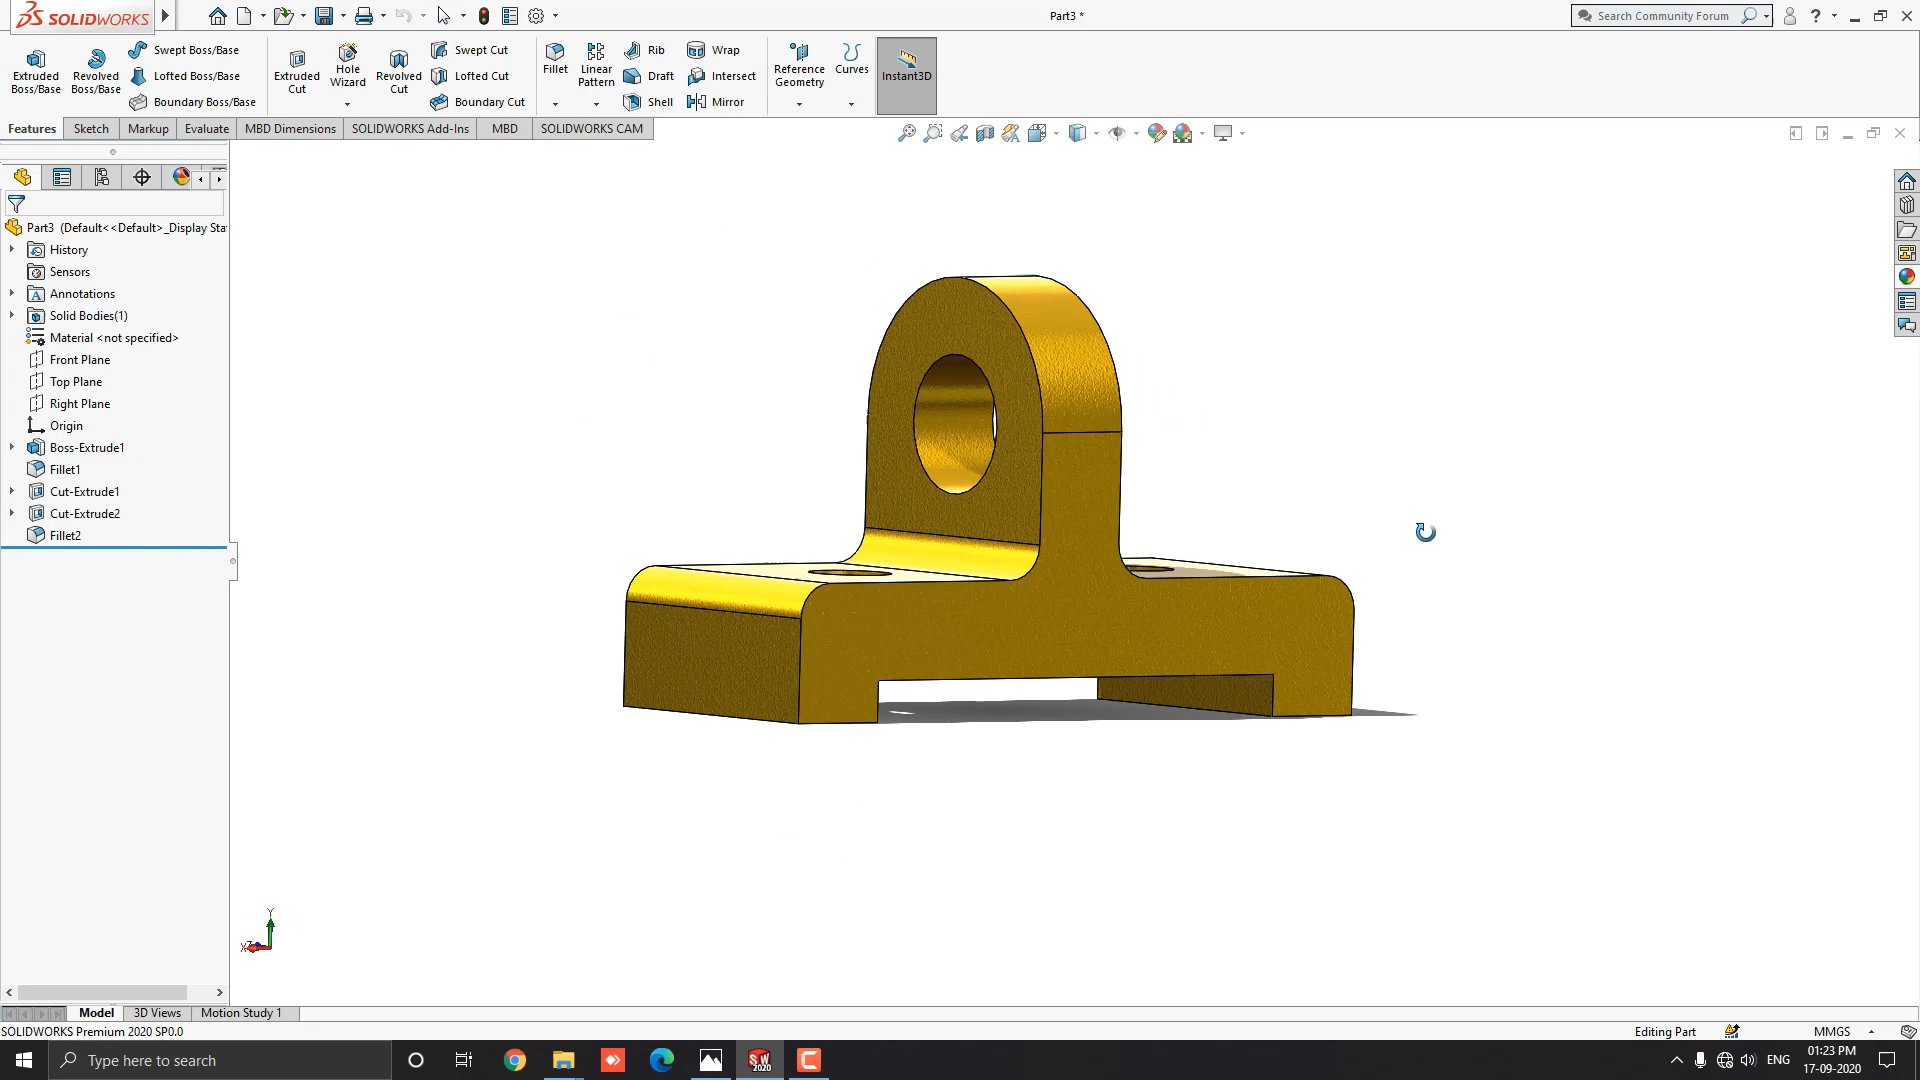 SOLIDWORKS
Part3 *
Search Community Forum
?
Extruded Boss/Base
Revolved Boss/Base
Swept Boss/Base
Lofted Boss/Base
Boundary Boss/Base
Extruded Cut
Hole Wizard
Revolved Cut
Swept Cut
Lofted Cut
Boundary Cut
Fillet
Linear Pattern
Rib
Draft
Shell
Wrap
Intersect
Mirror
Reference Geometry
Curves
Instant3D
Features
Sketch
Markup
Evaluate
MBD Dimensions
SOLIDWORKS Add-Ins
MBD
SOLIDWORKS CAM
Part3 (Default<<Default>_Display Sta
History
Sensors
A Annotations
Solid Bodies(1)
Material <not specified>
Front Plane
Top Plane
Right Plane
Origin
Boss-Extrude1
Fillet1
Cut-Extrude1
Cut-Extrude2
Fillet2
Y
X Z
Model
3D Views
Motion Study 1
SOLIDWORKS Premium 2020 SP0.0
Editing Part
MMGS
Type here to search
SW 2020
ENG
01:23 PM
17-09-2020